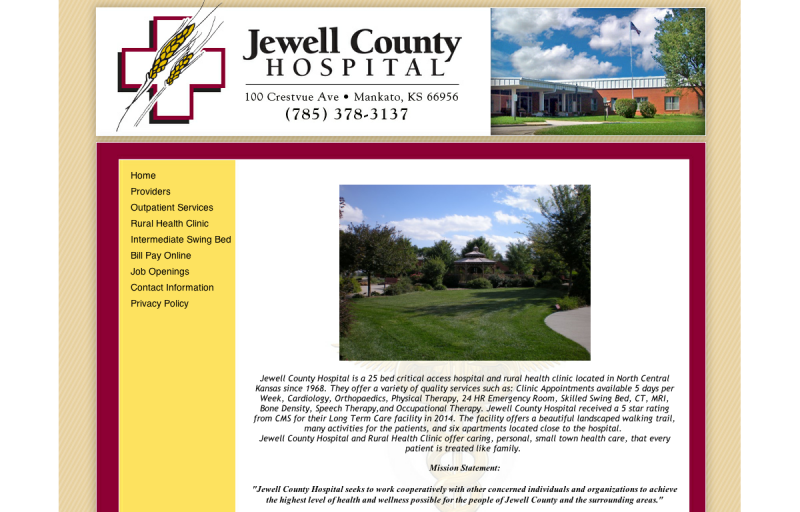 Jewell County
HOSPITAL
100 Crestvue Ave • Mankato, KS 66956
(785) 378-3137
Home
Providers
Outpatient Services
Rural Health Clinic
Intermediate Swing Bed
Bill Pay Online
Job Openings
Contact Information
Privacy Policy
Jewell County Hospital is a 25 bed critical access hospital and rural health clinic located in North Central
Kansas since 1968. They offer a variety of quality services such as: Clinic Appointments available 5 days per
Week, Cardiology, Orthopaedics, Physical Therapy, 24 HR Emergency Room, Skilled Swing Bed, CT, MRI,
Bone Density, Speech Therapy,and Occupational Therapy. Jewell County Hospital received a 5 star rating
from CMS for their Long Term Care facility in 2014. The facility offers a beautiful landscaped walking trail,
many activities for the patients, and six apartments located close to the hospital.
Jewell County Hospital and Rural Health Clinic offer caring, personal, small town health care, that every
patient is treated like family.
Mission Statement:
"Jewell County Hospital seeks to work cooperatively with other concerned individuals and organizations to achieve
the highest level of health and wellness possible for the people of Jewell County and the surrounding areas."